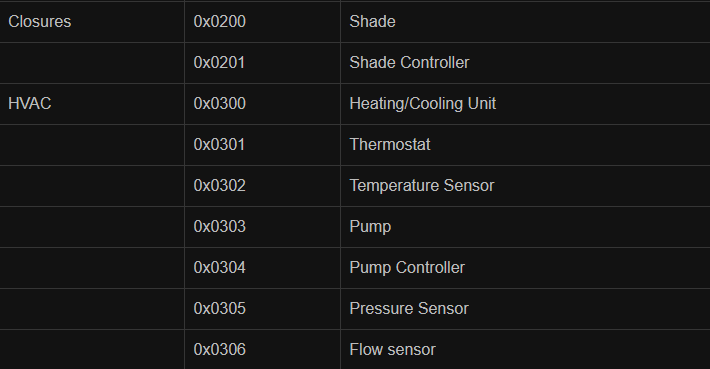 Closures 0x0200 Shade
0x0201 Shade Controller
HVAC 0x0300 Heating/Cooling Unit
0x0301 Thermostat
0x0302 Temperature Sensor
0x0303 Pump
0x0304 Pump Controller
0x0305 Pressure Sensor
0x0306 Flow sensor